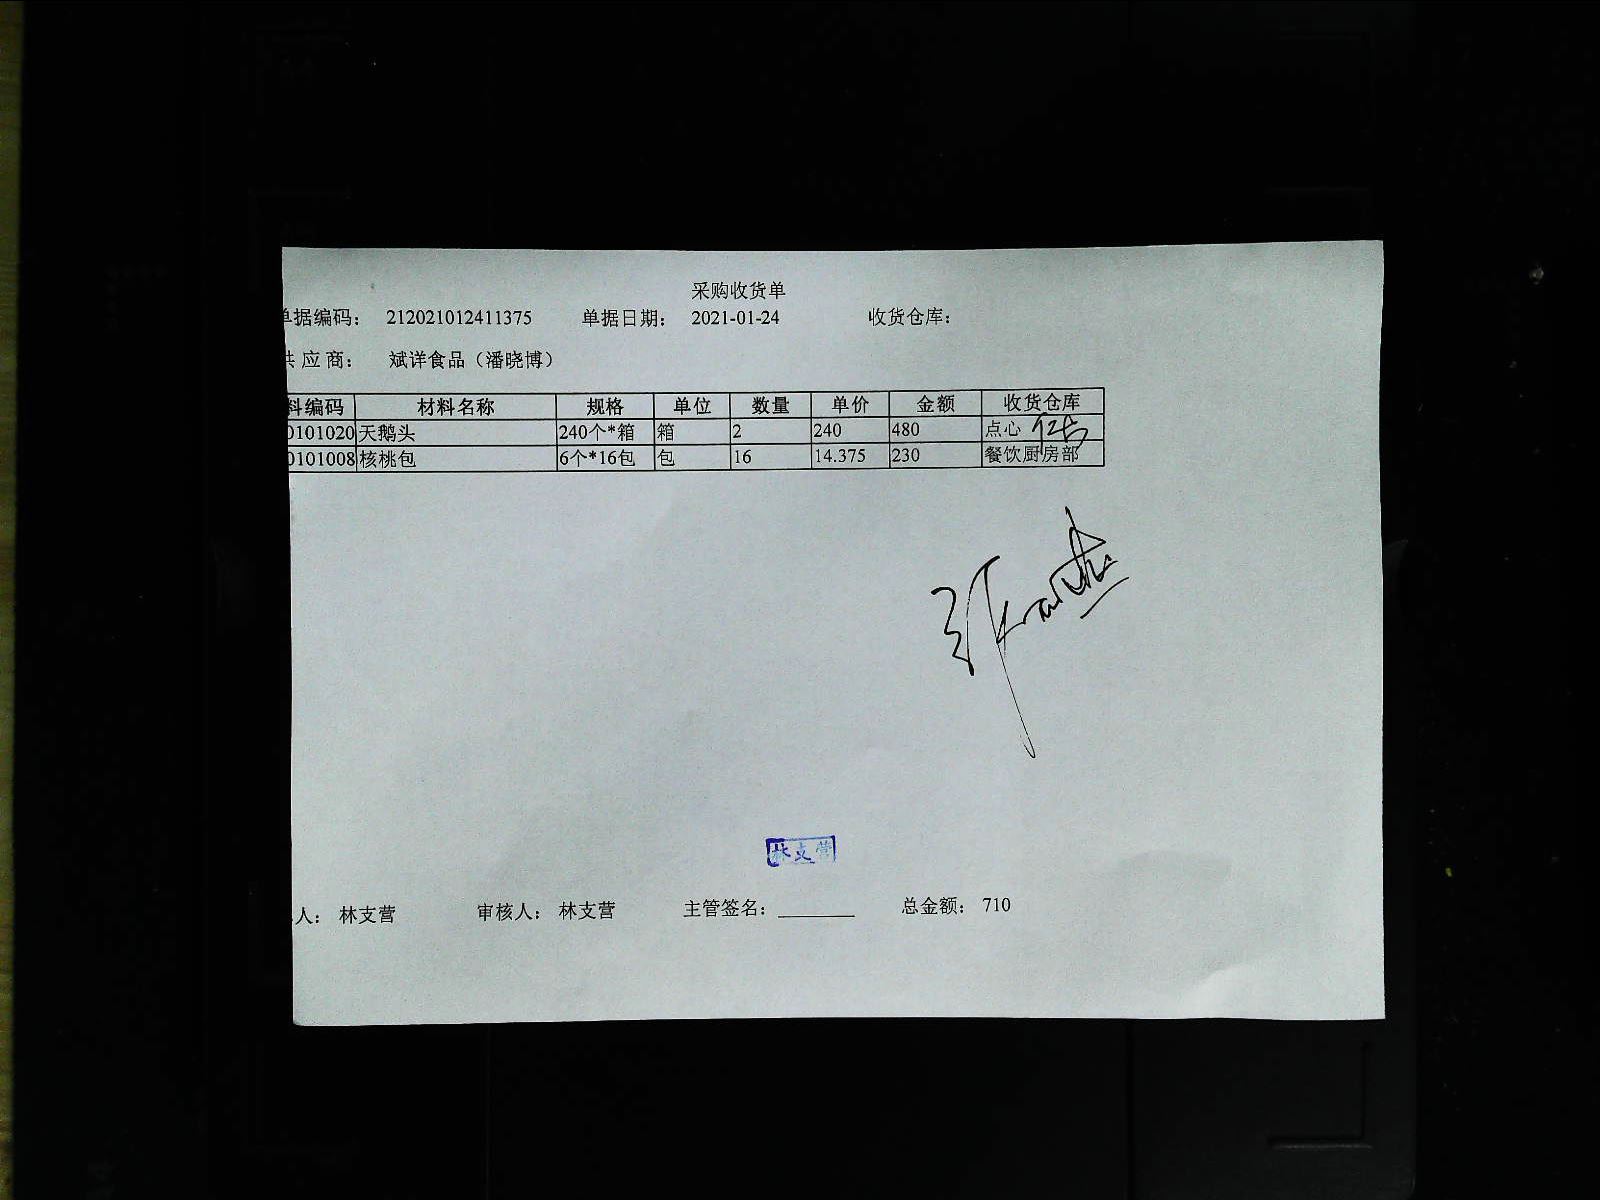 采购收货单
单据编码： 212021012411375 单据日期： 2021-01-24 收货仓库：
供应商： 斌详食品（潘晓博）
料编码 材料名称 规格 单位 数量 单价 金额 收货仓库
0101020 天鹅头 240个*箱 箱 2 240 480 点心
0101008 核桃包 6个*16包 包 16 14.375 230 餐饮厨房部
林支营
人： 林支营 审核人： 林支营 主管签名： 总金额： 710